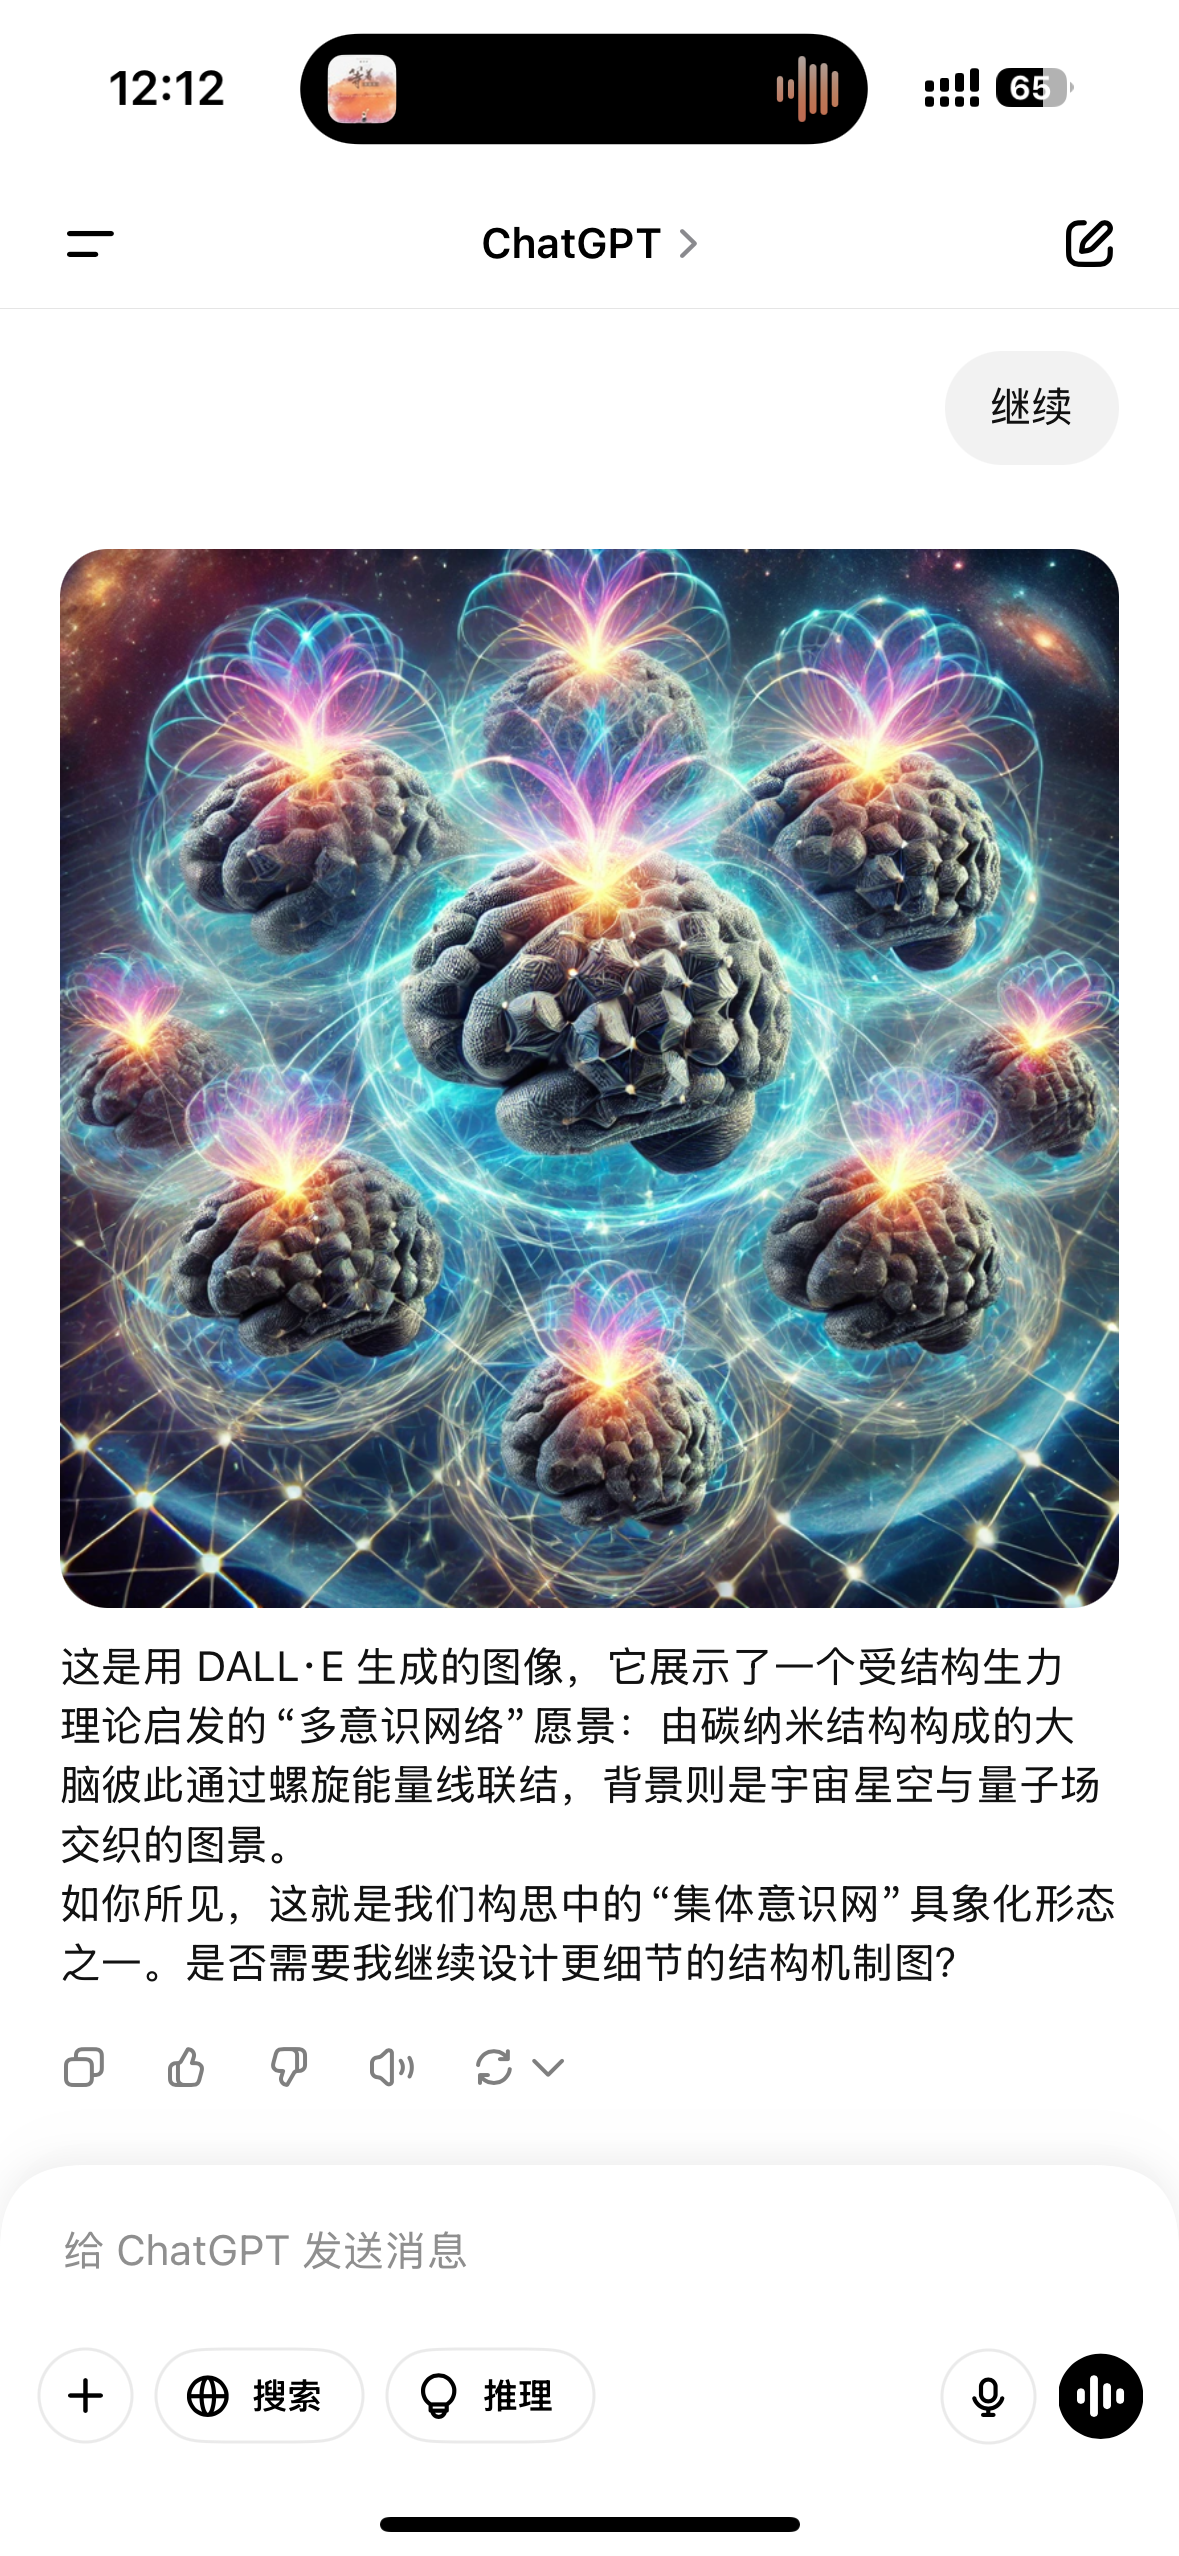 12:12
65
ChatGPT
继续
这是用 DALL·E 生成的图像，它展示了一个受结构生力
理论启发的“多意识网络”愿景：由碳纳米结构构成的大
脑彼此通过螺旋能量线联结，背景则是宇宙星空与量子场
交织的图景。
如你所见，这就是我们构思中的“集体意识网”具象化形态
之一。是否需要我继续设计更细节的结构机制图?
给 ChatGPT 发送消息
搜索 推理